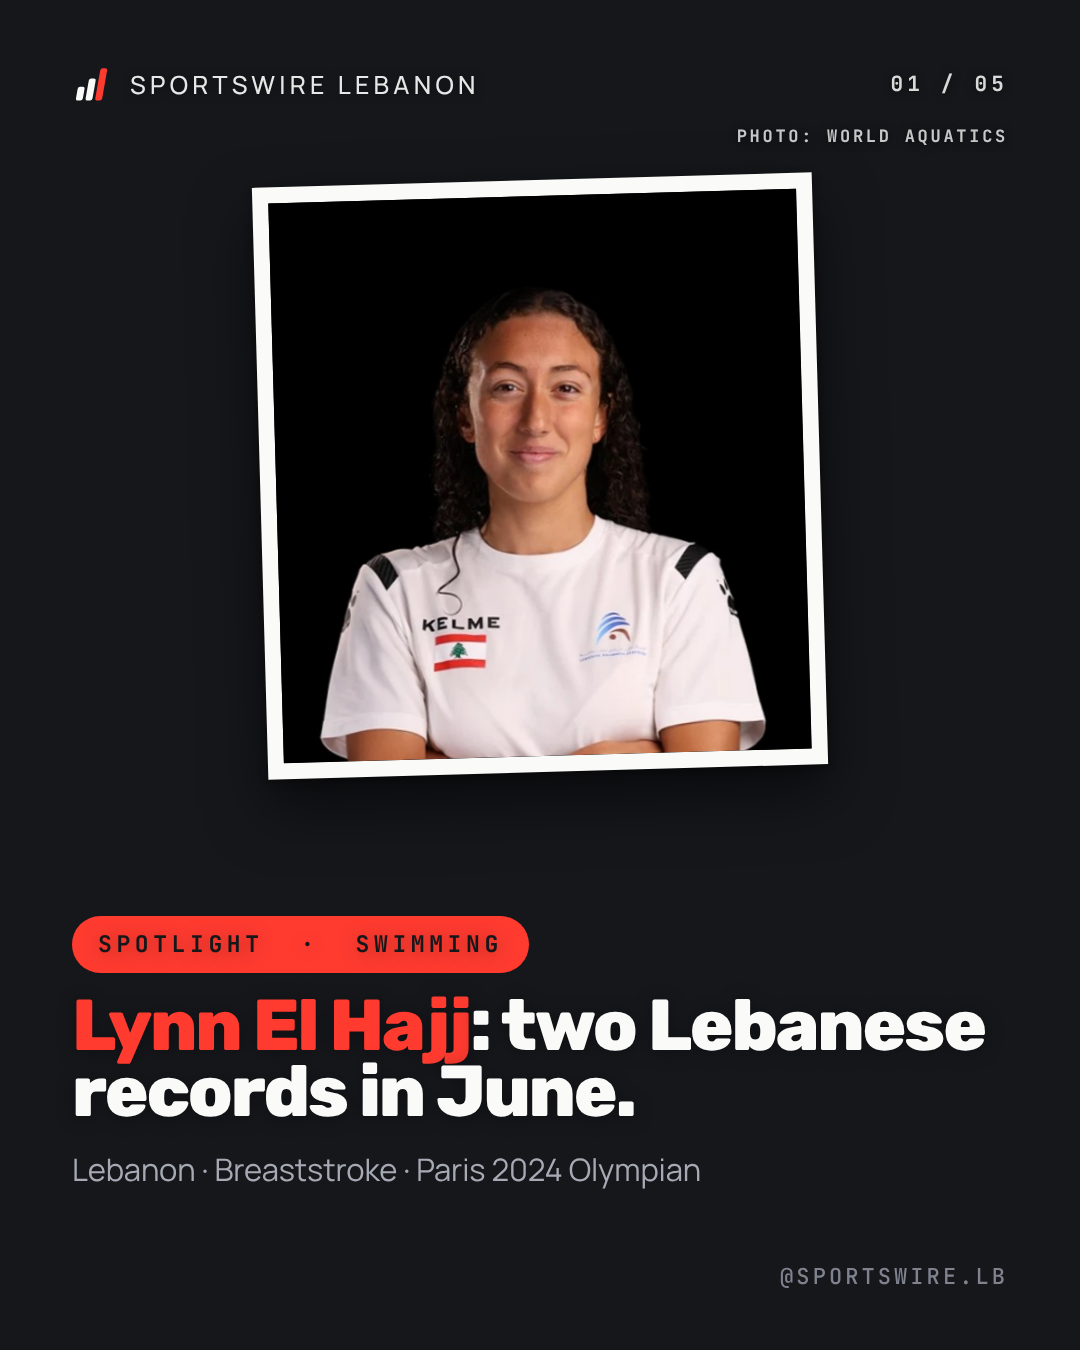 SPORTSWIRE LEBANON
01 / 05
PHOTO: WORLD AQUATICS
KELME
SPOTLIGHT · SWIMMING
Lynn El Hajj: two Lebanese
records in June.
Lebanon · Breaststroke · Paris 2024 Olympian
@SPORTSWIRE.LB